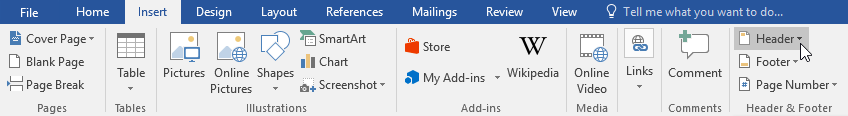 File Home Insert Design Layout References Mailings Review View Tell me what you want to do...
Cover Page
Blank Page
Page Break
Pages
Table
Tables
Pictures
Online
Pictures
Shapes
SmartArt
Chart
Screenshot
Illustrations
Store
My Add-ins
W
Wikipedia
Add-ins
Online
Video
Media
Links
Comment
Comments
Header
Footer
# Page Number
Header & Footer